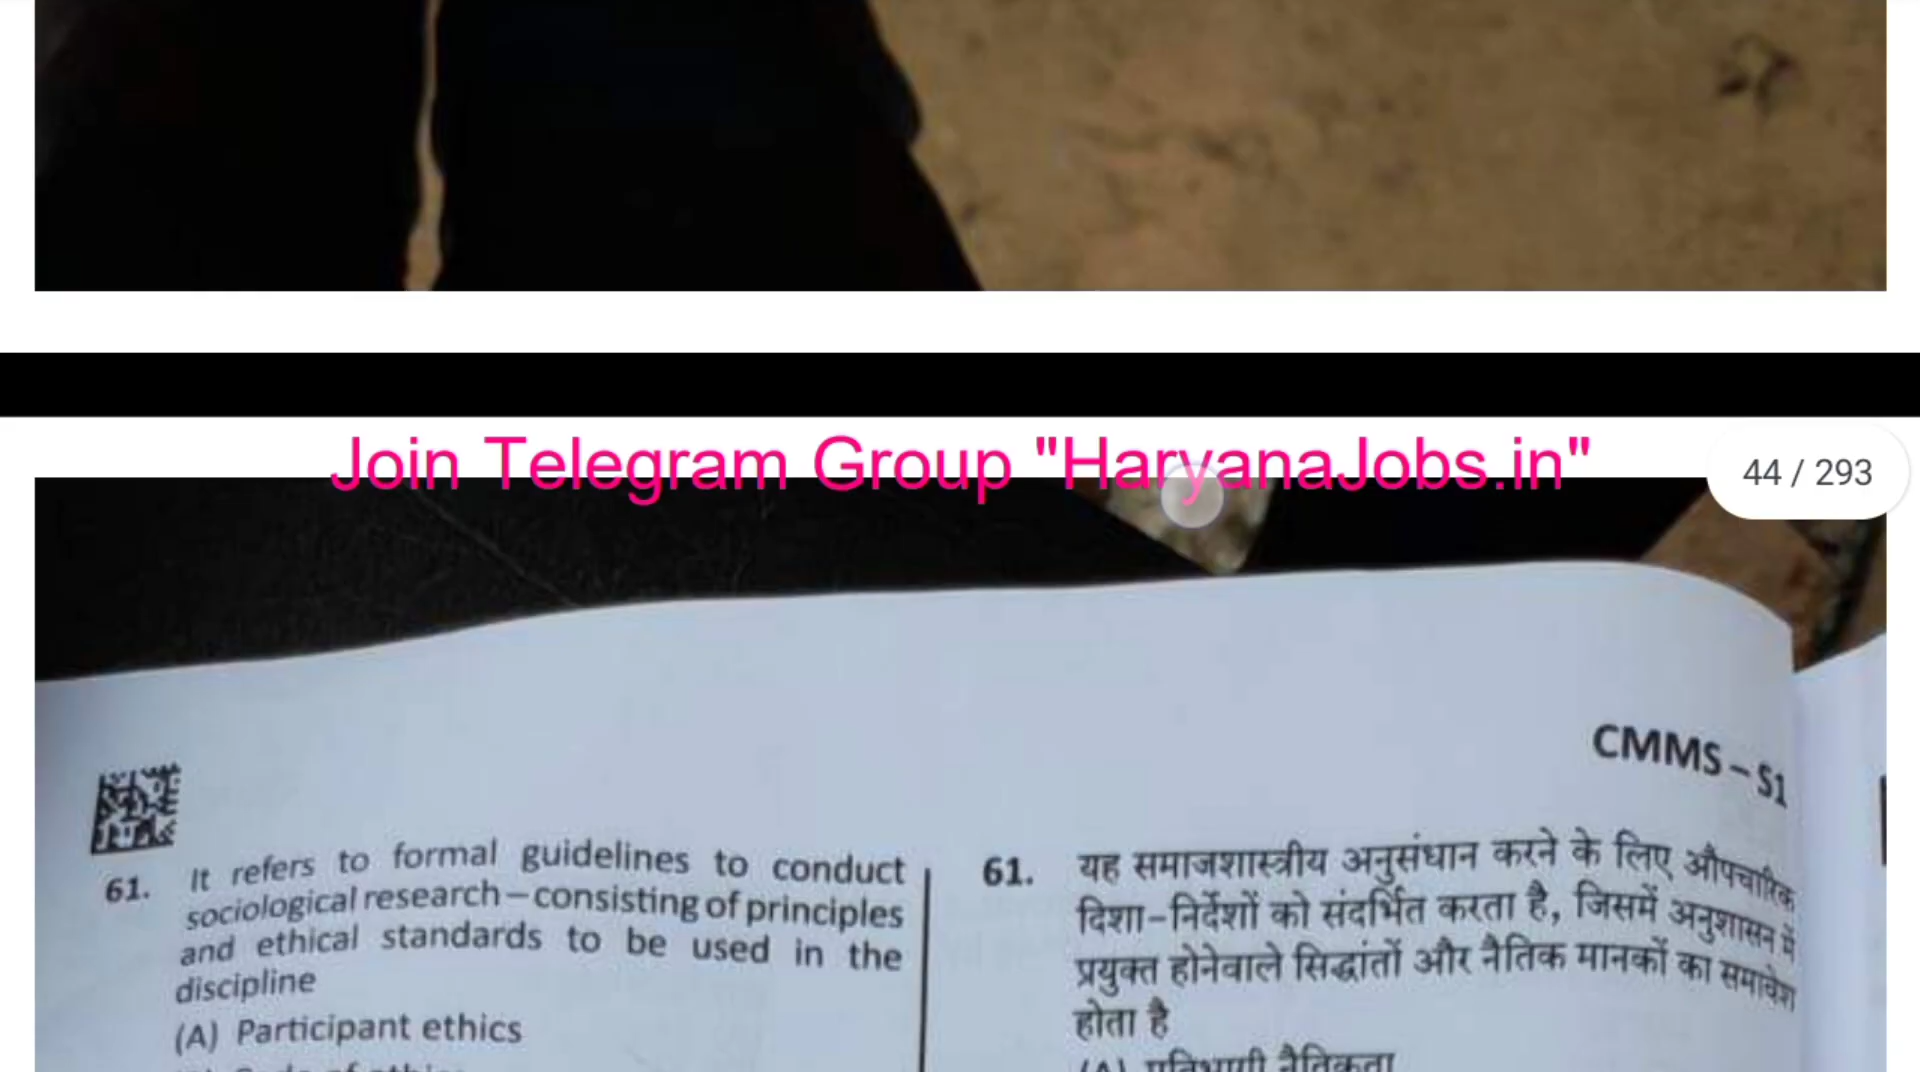 Join Telegram Group "HaryanaJobs.in"
44 / 293
CMMS – S1
61. It refers to formal guidelines to conduct
sociological research – consisting of principles
and ethical standards to be used in the
discipline
(A) Participant ethics
61. यह समाजशास्त्रीय अनुसंधान करने के लिए औपचारिक
दिशा-निर्देशों को संदर्भित करता है, जिसमें अनुशासन में
प्रयुक्त होनेवाले सिद्धांतों और नैतिक मानकों का समावेश
होता है